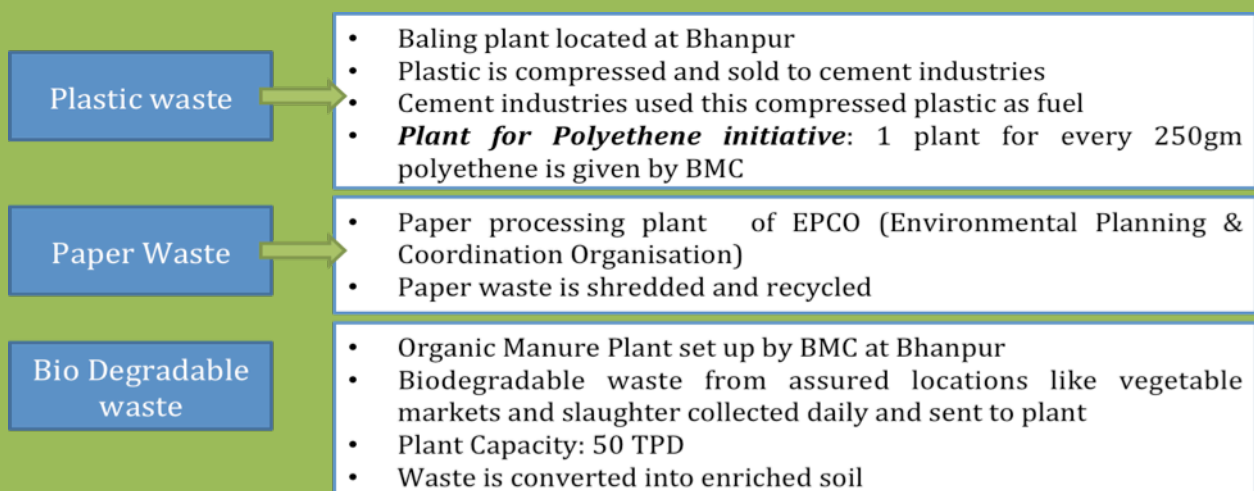 Plastic waste
• Baling plant located at Bhanpur
• Plastic is compressed and sold to cement industries
• Cement industries used this compressed plastic as fuel
• Plant for Polyethene initiative: 1 plant for every 250gm
polyethene is given by BMC
Paper Waste
• Paper processing plant of EPCO (Environmental Planning &
Coordination Organisation)
• Paper waste is shredded and recycled
Bio Degradable
waste
• Organic Manure Plant set up by BMC at Bhanpur
• Biodegradable waste from assured locations like vegetable
markets and slaughter collected daily and sent to plant
• Plant Capacity: 50 TPD
• Waste is converted into enriched soil